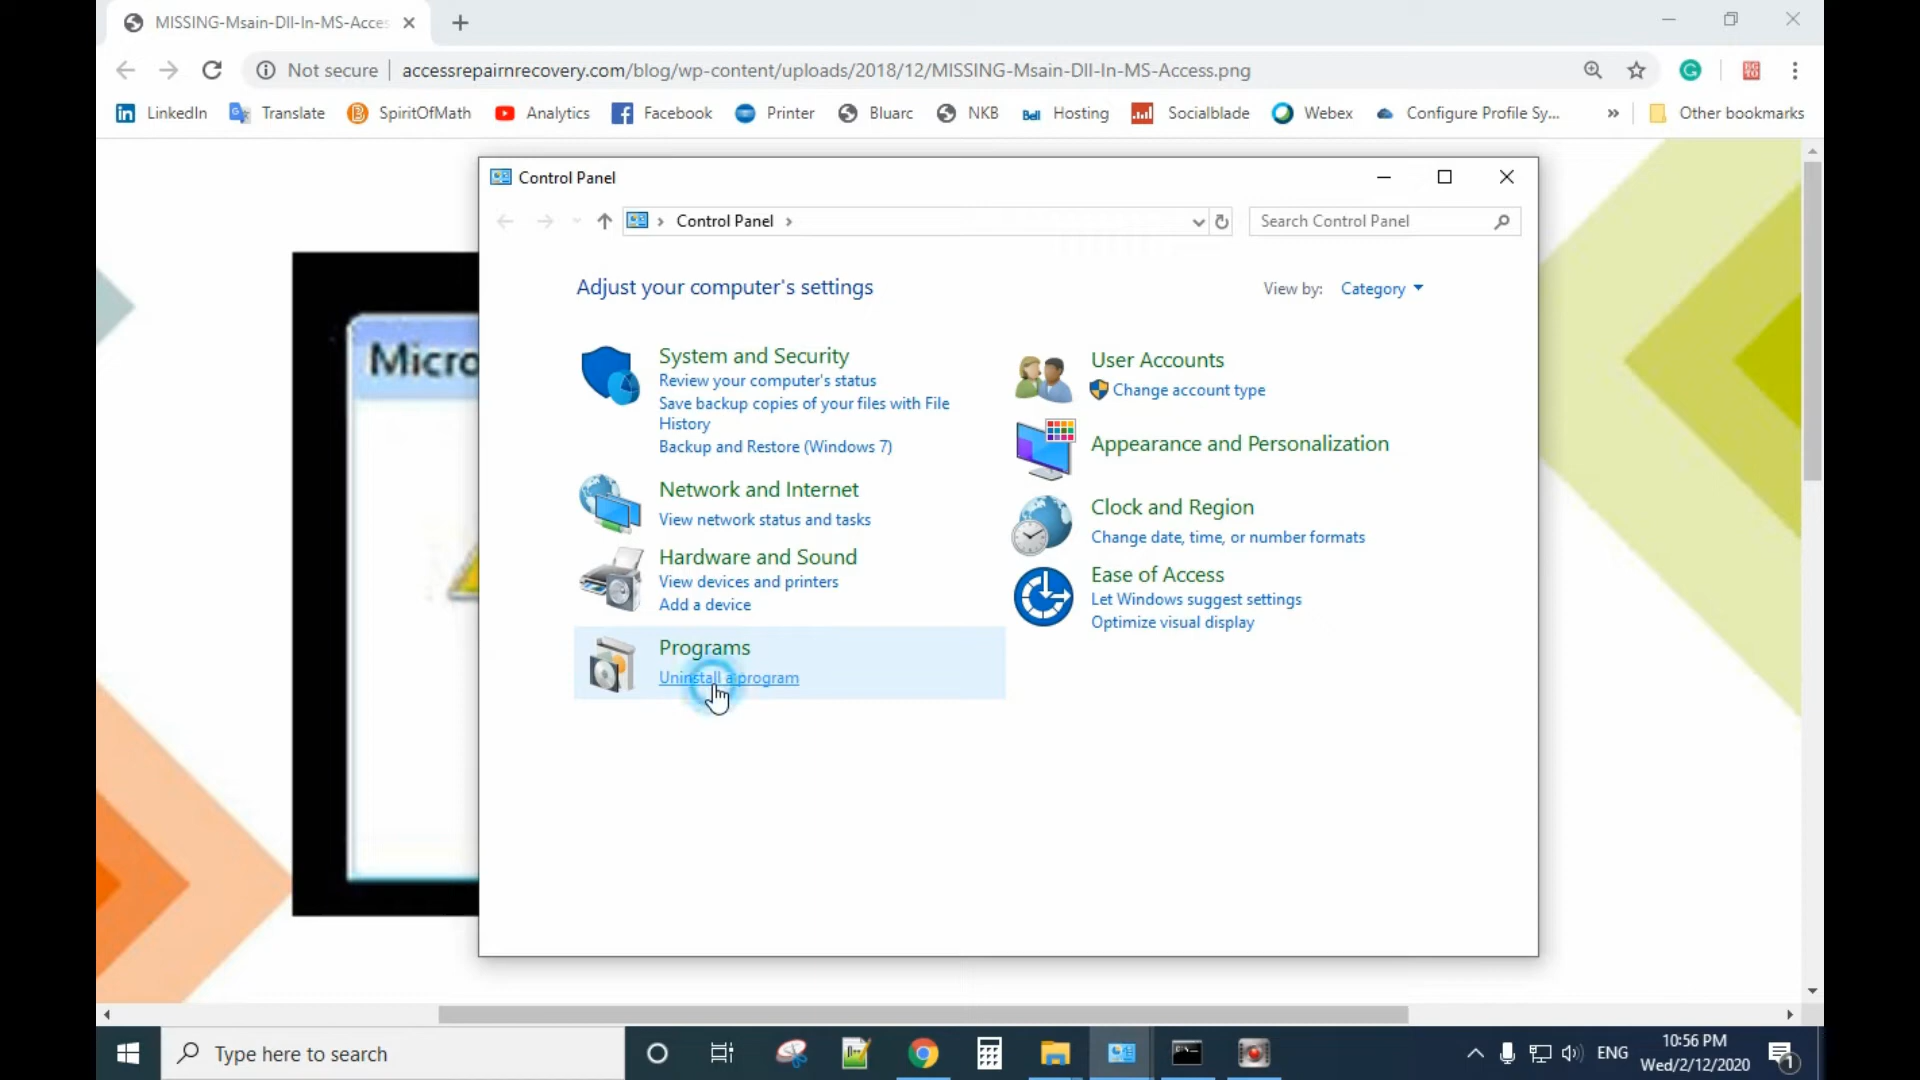 MISSING-Msain-Dll-In-MS-Acces
Not secure | accessrepairnrecovery.com/blog/wp-content/uploads/2018/12/MISSING-Msain-Dll-In-MS-Access.png
LinkedIn Translate SpiritOfMath Analytics Facebook Printer Bluarc NKB Bell Hosting Socialblade Webex Configure Profile Sy... » Other bookmarks
Control Panel
Control Panel
Search Control Panel
Adjust your computer's settings
View by: Category
System and Security
Review your computer's status
Save backup copies of your files with File
History
Backup and Restore (Windows 7)
Network and Internet
View network status and tasks
Hardware and Sound
View devices and printers
Add a device
Programs
Uninstall a program
User Accounts
Change account type
Appearance and Personalization
Clock and Region
Change date, time, or number formats
Ease of Access
Let Windows suggest settings
Optimize visual display
Micro
Type here to search
ENG
10:56 PM
Wed/2/12/2020
1